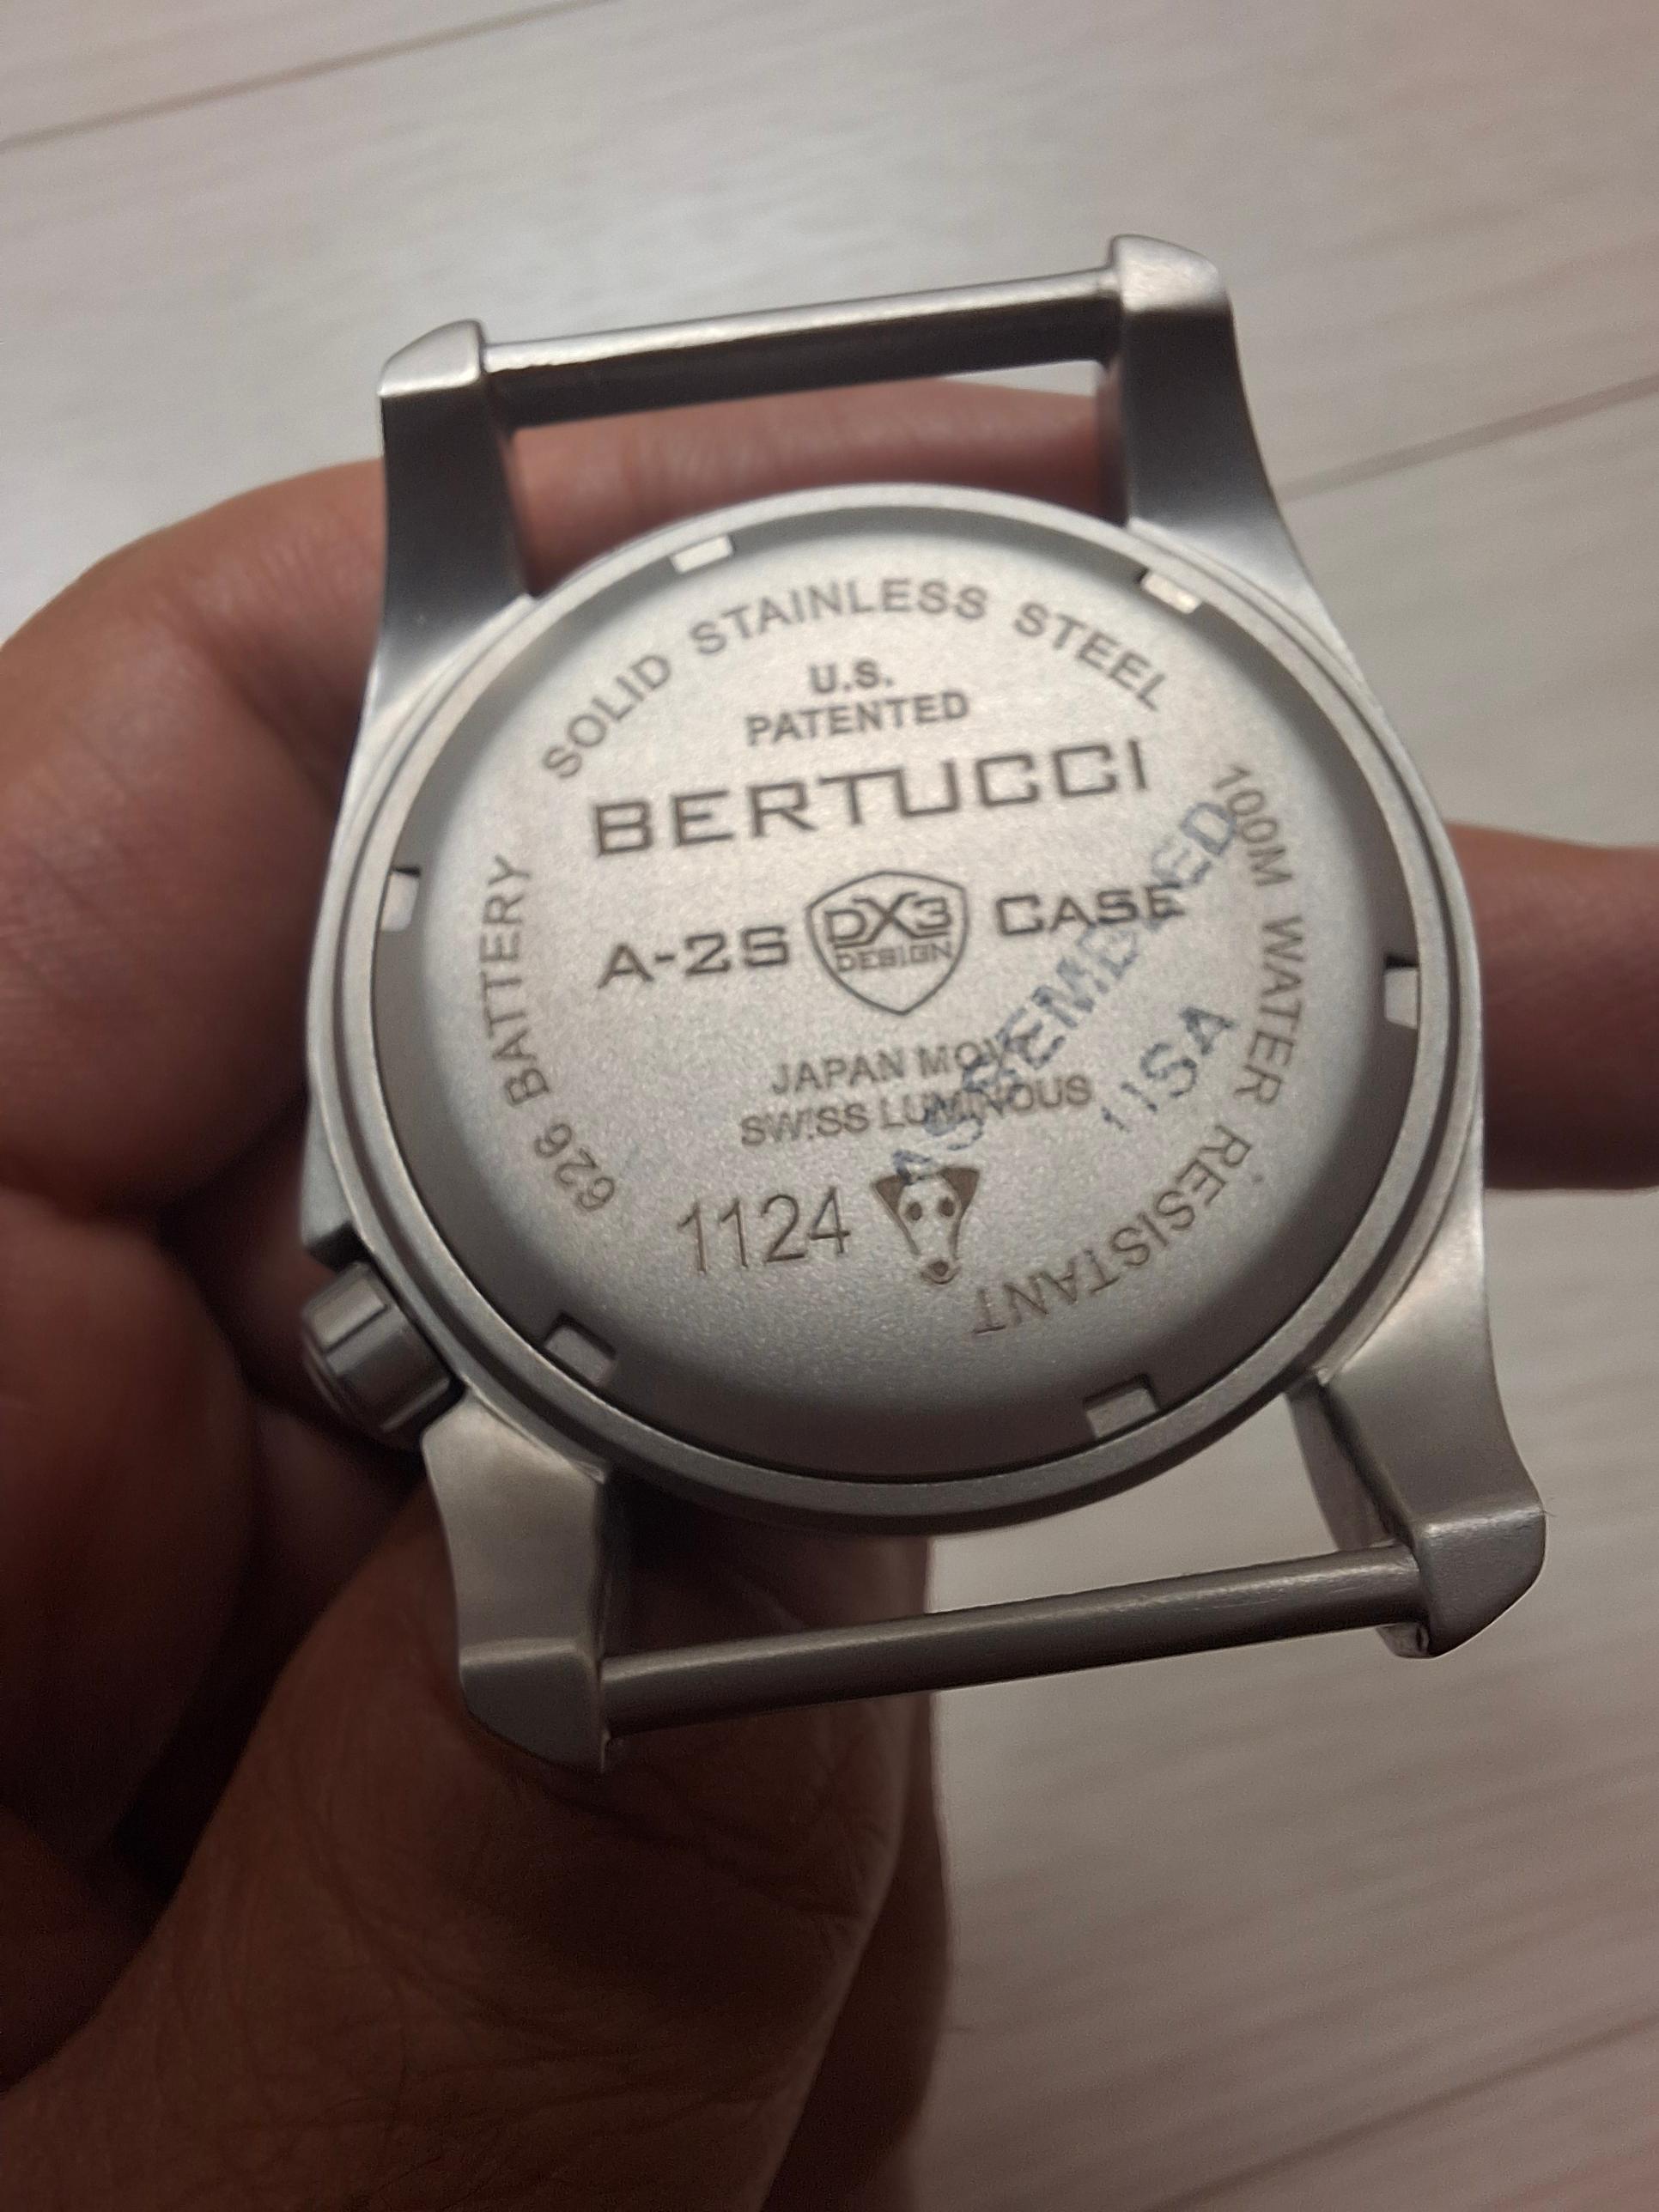 SOLID STAINLESS STEEL
U.S.
PATENTED
BERTUCCI
A-2S DX3 DESIGN CASE
JAPAN MOV'T
SWISS LUMINOUS
1124
626 BATTERY
100M WATER RESISTANT
ASSEMBLED
USA